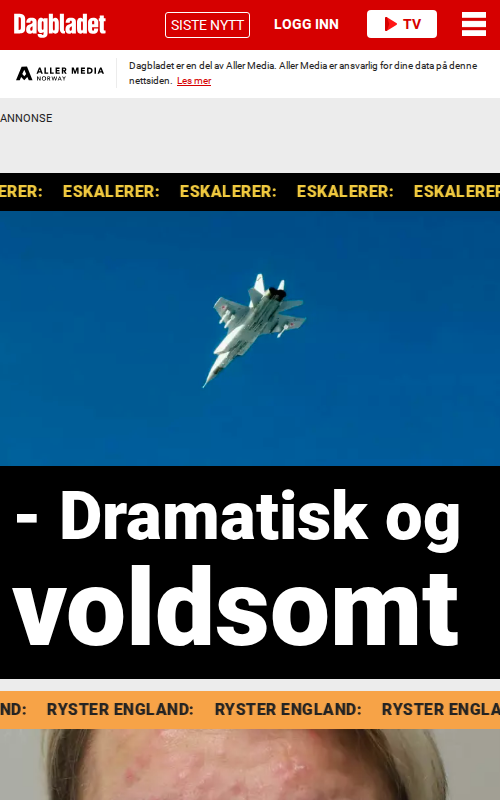 Dagbladet
SISTE NYTT
LOGG INN
TV
ALLER MEDIA
NORWAY
Dagbladet er en del av Aller Media. Aller Media er ansvarlig for dine data på denne
nettsiden. Les mer
ANNONSE
ERER: ESKALERER: ESKALERER: ESKALERER: ESKALERER
- Dramatisk og
voldsomt
ND: RYSTER ENGLAND: RYSTER ENGLAND: RYSTER ENGLA